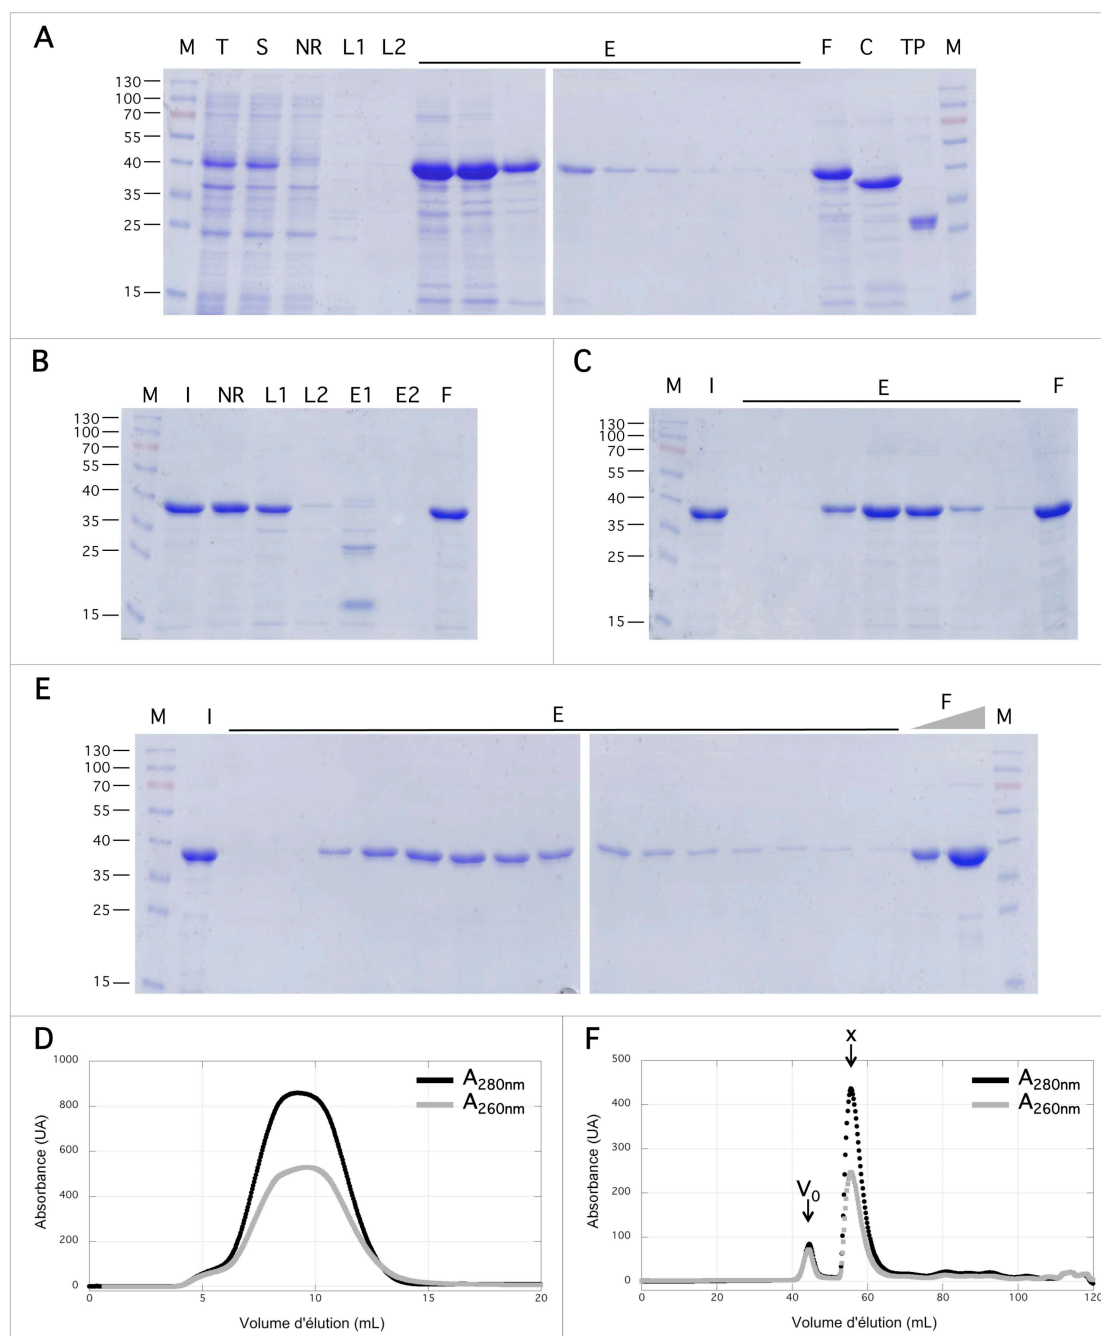 A
M T S NR L1 L2 E F C TP M
130
100
70
55
40
35
25
15
B
M I NR L1 L2 E1 E2 F
130
100
70
55
40
35
25
15
C
M I E F
130
100
70
55
40
35
25
15
E
M I E F M
130
100
70
55
40
35
25
15
D
1000
800
600
400
200
0
Absorbance (UA)
A280nm
A260nm
0 5 10 15 20
Volume d'élution (mL)
F
500
400
300
200
100
0
Absorbance (UA)
V0
x
A280nm
A260nm
0 20 40 60 80 100 120
Volume d'élution (mL)